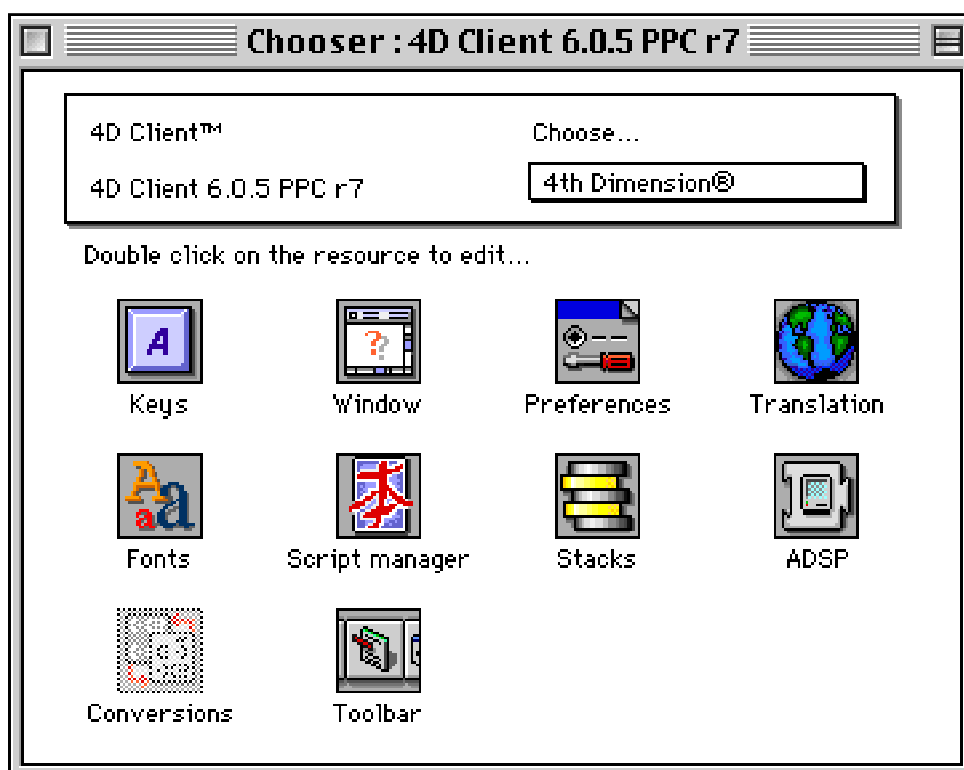 Chooser : 4D Client 6.0.5 PPC r7
4D Client™ Choose...
4D Client 6.0.5 PPC r7 4th Dimension®
Double click on the resource to edit...
Keys Window Preferences Translation
Fonts Script manager Stacks ADSP
Conversions Toolbar